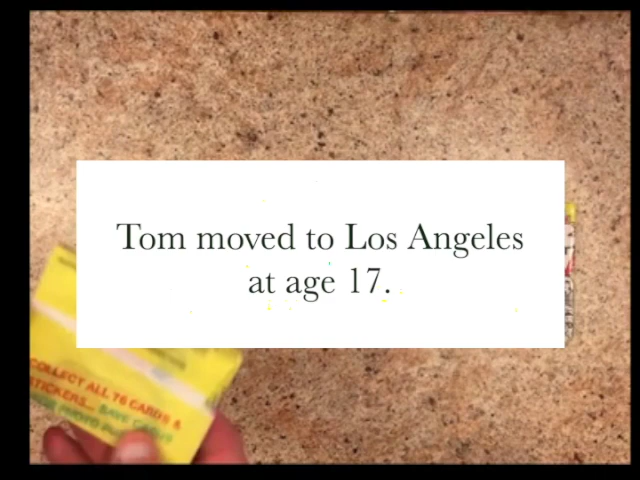 Tom moved to Los Angeles
at age 17.
COLLECT ALL 76 CARDS &
STICKERS...